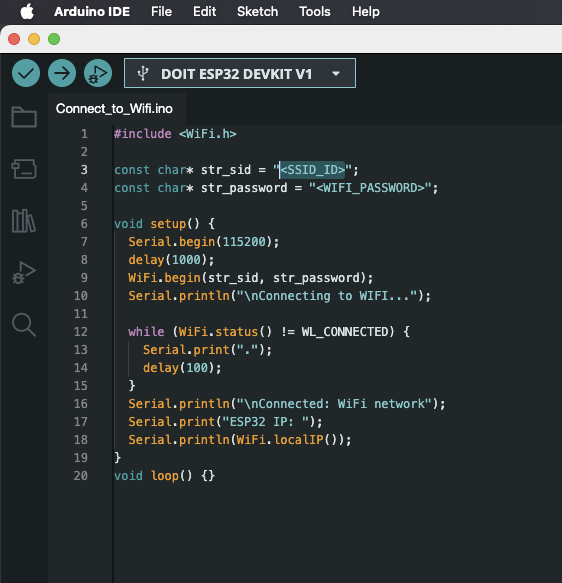 Arduino IDE File Edit Sketch Tools Help
DOIT ESP32 DEVKIT V1
Connect_to_Wifi.ino
1 #include <WiFi.h>
2
3 const char* str_sid = "<SSID_ID>";
4 const char* str_password = "<WIFI_PASSWORD>";
5
6 void setup() {
7   Serial.begin(115200);
8   delay(1000);
9   WiFi.begin(str_sid, str_password);
10   Serial.println("\nConnecting to WIFI...");
11
12   while (WiFi.status() != WL_CONNECTED) {
13     Serial.print(".");
14     delay(100);
15   }
16   Serial.println("\nConnected: WiFi network");
17   Serial.print("ESP32 IP: ");
18   Serial.println(WiFi.localIP());
19 }
20 void loop() {}